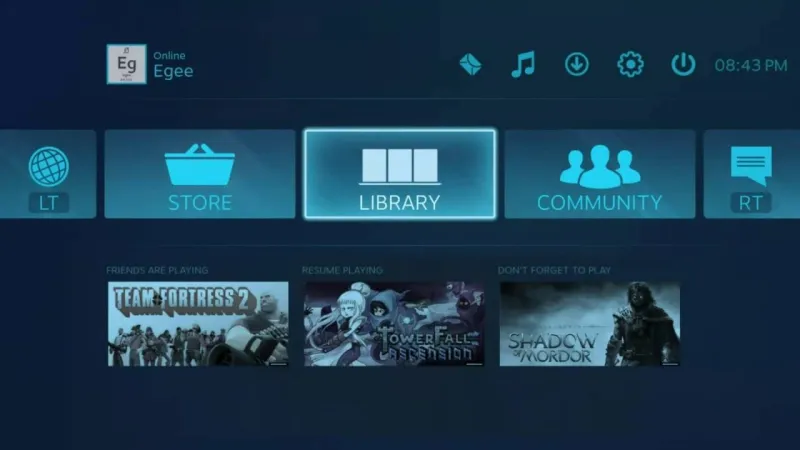 Online
Eg
Egee
08:43 PM
LT
STORE
LIBRARY
COMMUNITY
RT
FRIENDS ARE PLAYING
RESUME PLAYING
DON'T FORGET TO PLAY
TEAM FORTRESS 2
TOWERFALL
ASCENSION
SHADOW
OF MORDOR